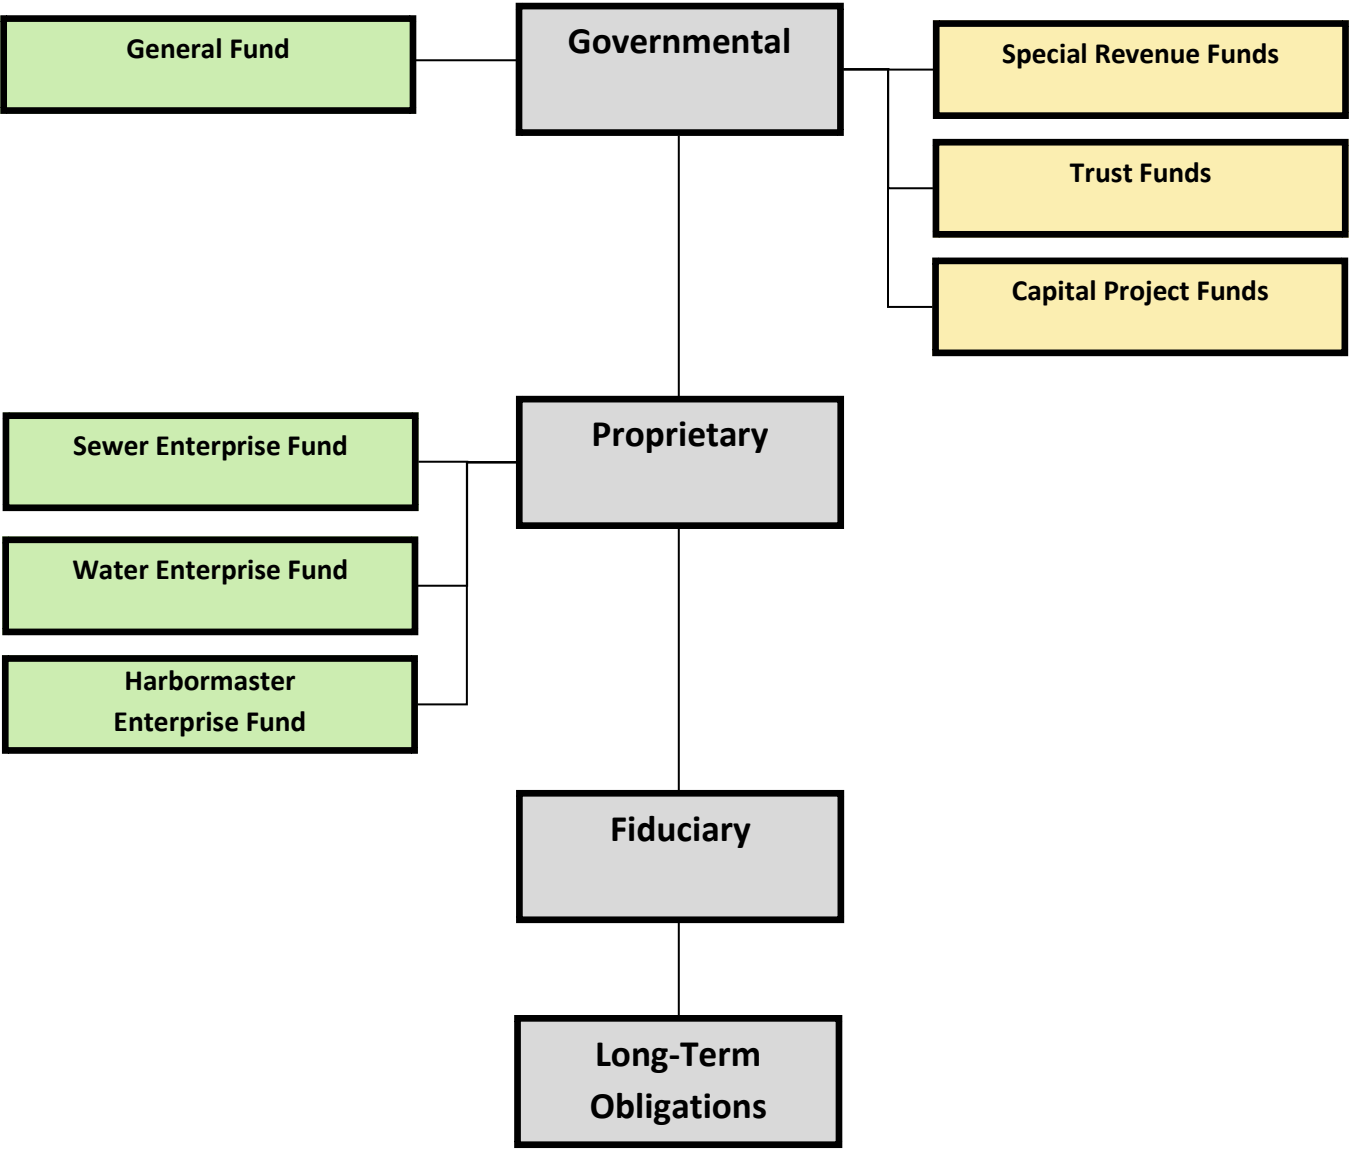 General Fund
Governmental
Special Revenue Funds
Trust Funds
Capital Project Funds
Sewer Enterprise Fund
Proprietary
Water Enterprise Fund
Harbormaster
Enterprise Fund
Fiduciary
Long-Term
Obligations